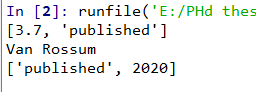 In [2]: runfile('E:/PHd thes
[3.7, 'published']
Van Rossum
['published', 2020]